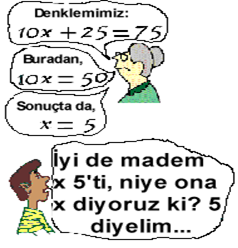 Denklemimiz:
10x + 25 = 75
Buradan,
10x = 50
Sonuçta da,
x = 5
İyi de madem
x 5'ti, niye ona
x diyoruz ki? 5
diyelim...